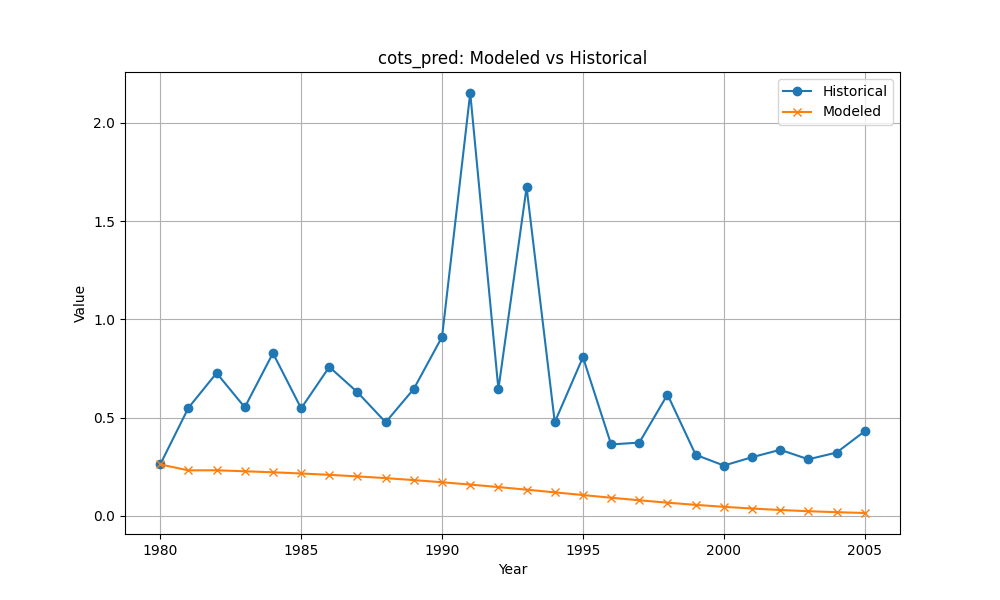 cots_pred: Modeled vs Historical
Historical
Modeled
Value
2.0
1.5
1.0
0.5
0.0
1980 1985 1990 1995 2000 2005
Year